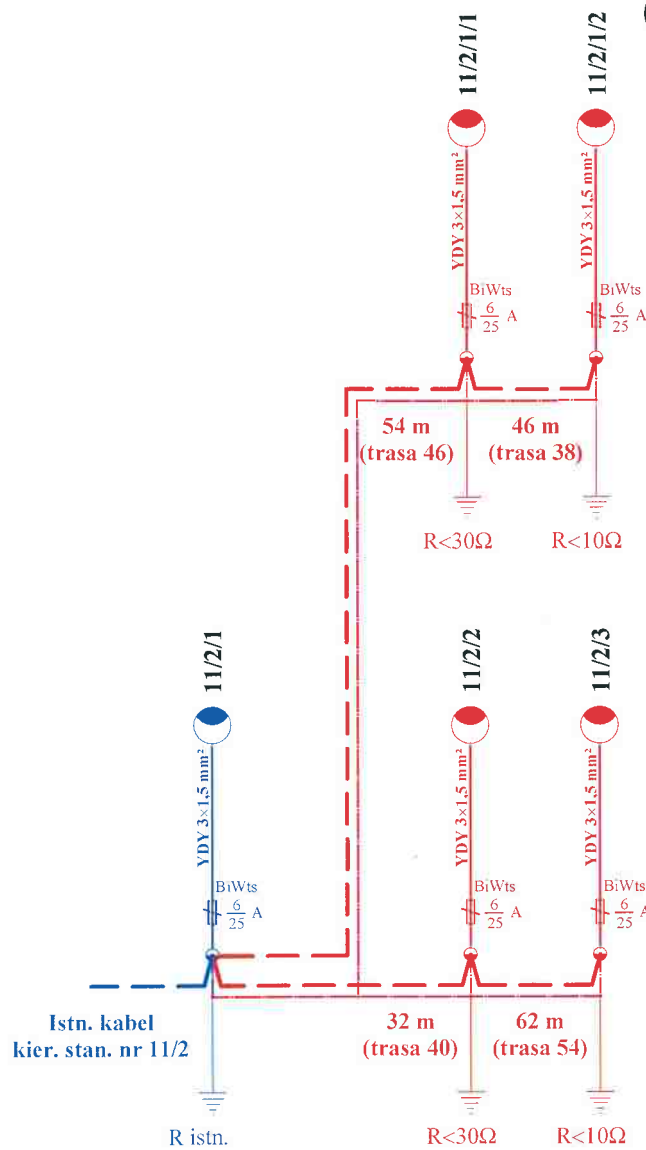 11/2/1/1
11/2/1/2
YDY 3×1,5 mm²
YDY 3×1,5 mm²
BiWts
6
25 A
BiWts
6
25 A
54 m
(trasa 46)
46 m
(trasa 38)
R<30Ω
R<10Ω
11/2/1
11/2/2
11/2/3
YDY 3×1,5 mm²
YDY 3×1,5 mm²
YDY 3×1,5 mm²
BiWts
6
25 A
BiWts
6
25 A
BiWts
6
25 A
Istn. kabel
kier. stan. nr 11/2
32 m
(trasa 40)
62 m
(trasa 54)
R istn.
R<30Ω
R<10Ω